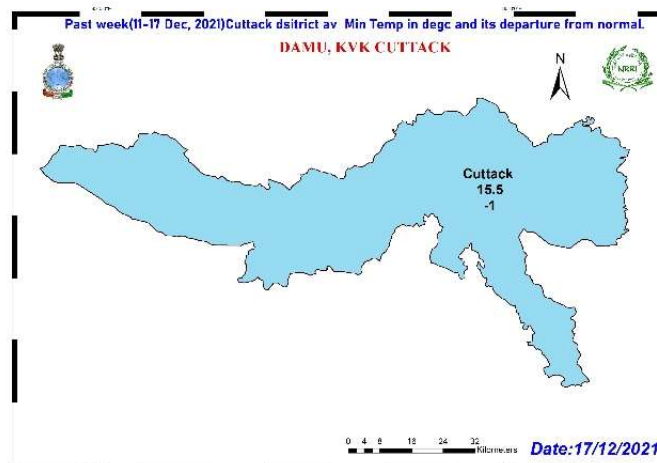 Past week(11-17 Dec, 2021)Cuttack dsitrict av Min Temp in degc and its departure from normal.
DAMU, KVK CUTTACK
N
NRRI
Cuttack
15.5
-1
0 4 8 16 24 32
Kilometers
Date:17/12/2021